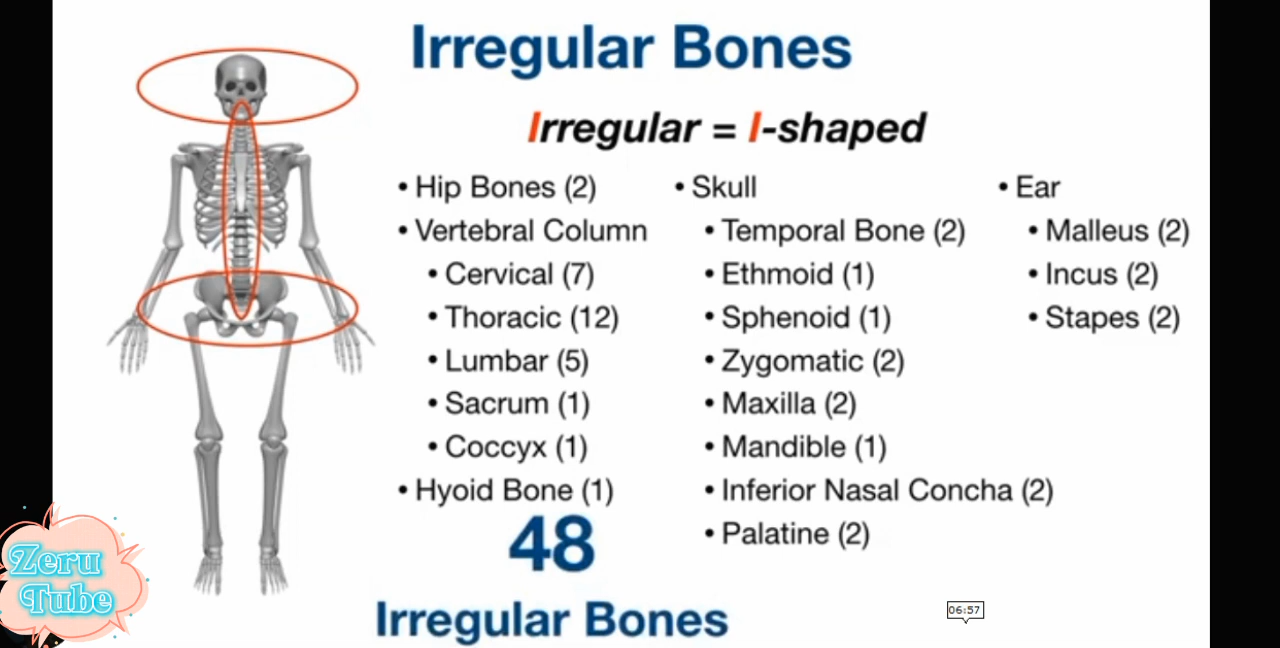 Irregular Bones
Irregular = I-shaped
• Hip Bones (2)
• Vertebral Column
• Cervical (7)
• Thoracic (12)
• Lumbar (5)
• Sacrum (1)
• Coccyx (1)
• Hyoid Bone (1)
• Skull
• Temporal Bone (2)
• Ethmoid (1)
• Sphenoid (1)
• Zygomatic (2)
• Maxilla (2)
• Mandible (1)
• Inferior Nasal Concha (2)
• Palatine (2)
• Ear
• Malleus (2)
• Incus (2)
• Stapes (2)
48
Irregular Bones
Zeru
Tube
06:57